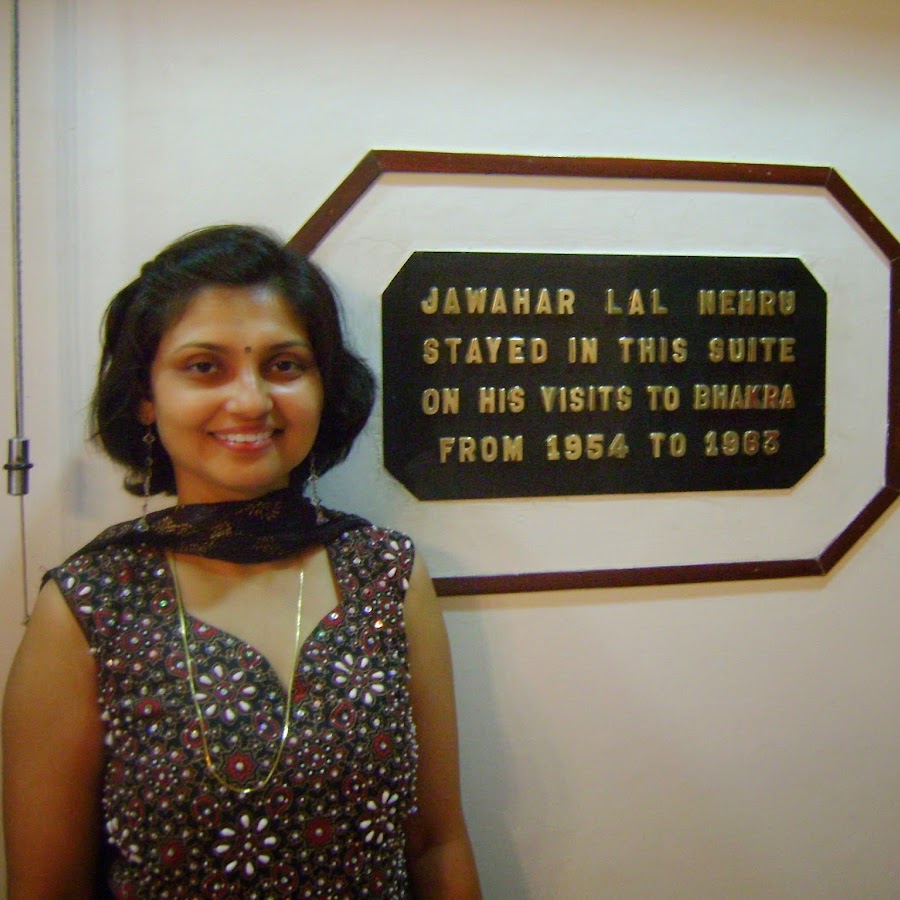 JAWAHAR LAL NEHRU
STAYED IN THIS SUITE
ON HIS VISITS TO BHAKRA
FROM 1954 TO 1963